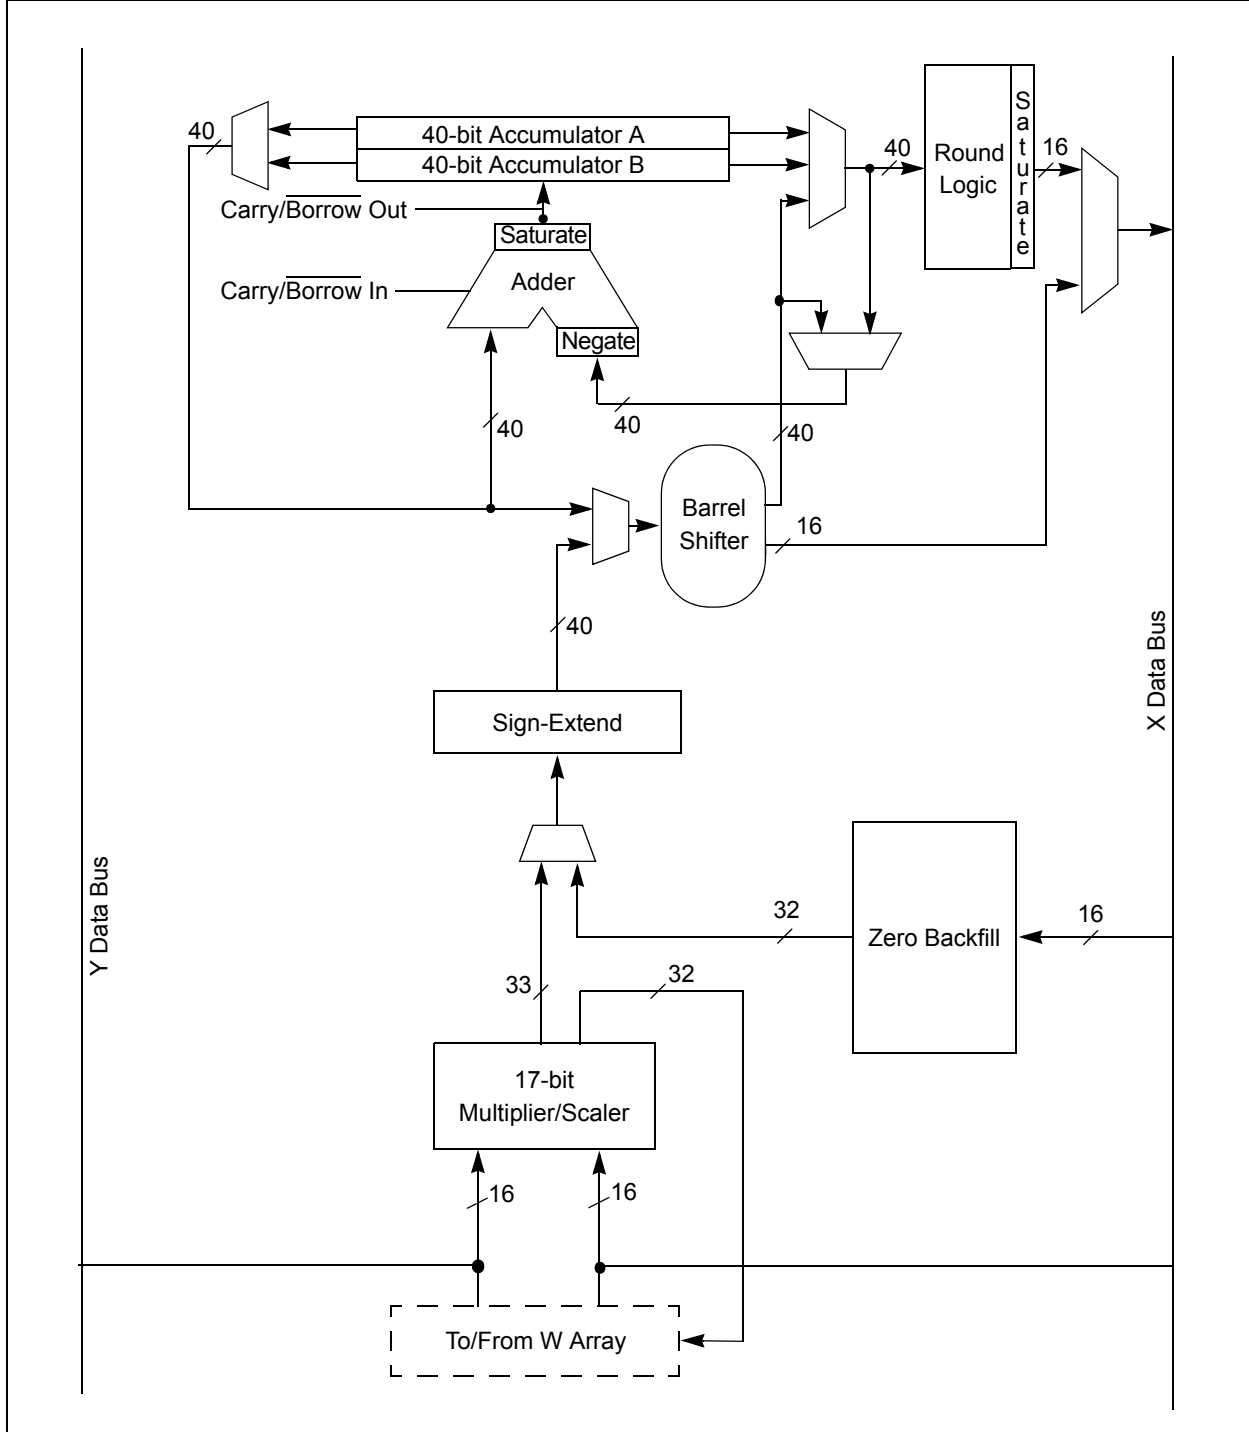 40
40-bit Accumulator A
40-bit Accumulator B
Carry/Borrow Out
Saturate
Carry/Borrow In
Adder
Negate
40
Round
Logic
Saturate
16
40
40
40
Barrel
Shifter
16
40
Sign-Extend
X Data Bus
Y Data Bus
32
Zero Backfill
16
33
32
17-bit
Multiplier/Scaler
16
16
To/From W Array